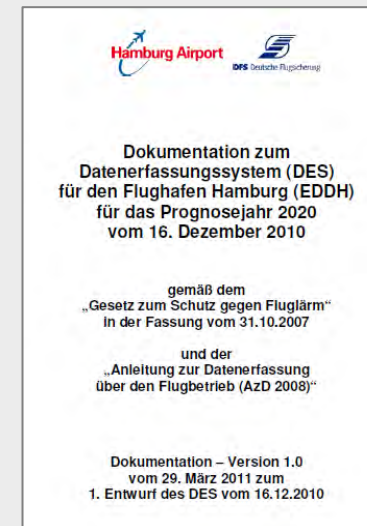 Hamburg Airport
DFS Deutsche Flugsicherung
Dokumentation zum
Datenerfassungssystem (DES)
für den Flughafen Hamburg (EDDH)
für das Prognosejahr 2020
vom 16. Dezember 2010
gemäß dem
„Gesetz zum Schutz gegen Fluglärm“
in der Fassung vom 31.10.2007
und der
„Anleitung zur Datenerfassung
über den Flugbetrieb (AzD 2008)“
Dokumentation – Version 1.0
vom 29. März 2011 zum
1. Entwurf des DES vom 16.12.2010